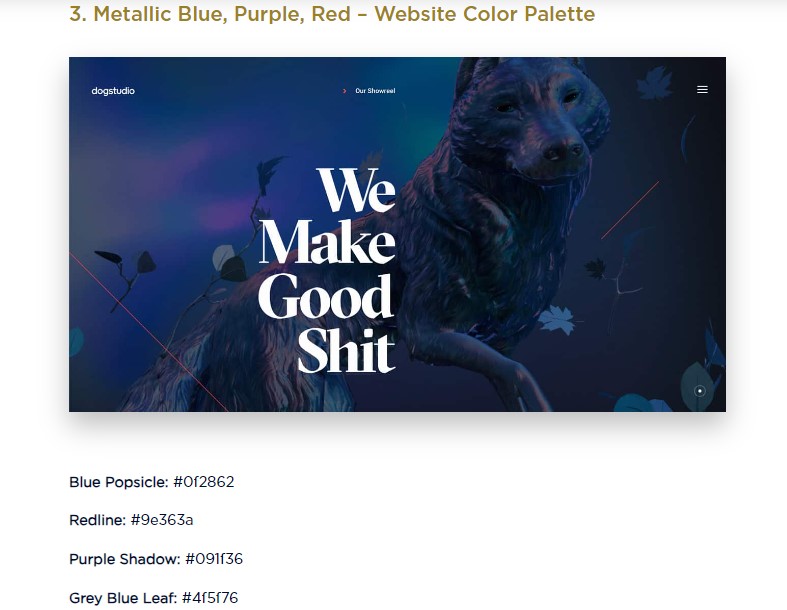 3. Metallic Blue, Purple, Red – Website Color Palette
dogstudio
Our Showreel
We
Make
Good
Shit
Blue Popsicle: #0f2862
Redline: #9e363a
Purple Shadow: #091f36
Grey Blue Leaf: #4f5f76